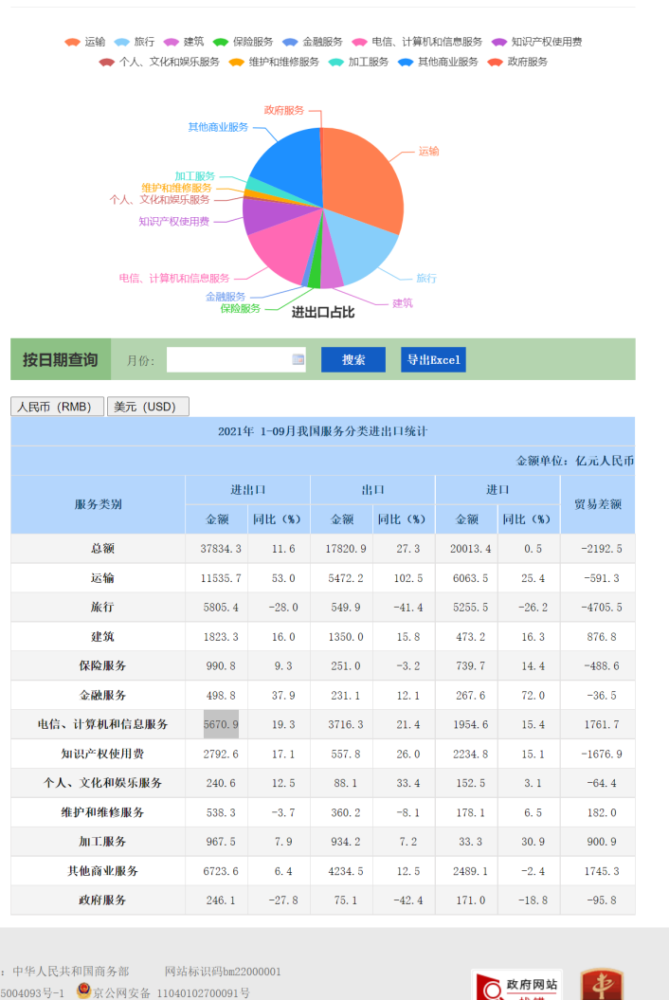 运输 旅行 建筑 保险服务 金融服务 电信、计算机和信息服务 知识产权使用费
个人、文化和娱乐服务 维护和维修服务 加工服务 其他商业服务 政府服务
政府服务
其他商业服务
运输
加工服务
维护和维修服务
个人、文化和娱乐服务
知识产权使用费
电信、计算机和信息服务
旅行
金融服务
建筑
保险服务
进出口占比
按日期查询 月份: 搜索 导出Excel
人民币（RMB） 美元（USD）
2021年 1-09月我国服务分类进出口统计
金额单位：亿元人民币
服务类别 进出口 出口 进口 贸易差额
金额 同比（%） 金额 同比（%） 金额 同比（%）
总额 37834.3 11.6 17820.9 27.3 20013.4 0.5 -2192.5
运输 11535.7 53.0 5472.2 102.5 6063.5 25.4 -591.3
旅行 5805.4 -28.0 549.9 -41.4 5255.5 -26.2 -4705.5
建筑 1823.3 16.0 1350.0 15.8 473.2 16.3 876.8
保险服务 990.8 9.3 251.0 -3.2 739.7 14.4 -488.6
金融服务 498.8 37.9 231.1 12.1 267.6 72.0 -36.5
电信、计算机和信息服务 5670.9 19.3 3716.3 21.4 1954.6 15.4 1761.7
知识产权使用费 2792.6 17.1 557.8 26.0 2234.8 15.1 -1676.9
个人、文化和娱乐服务 240.6 12.5 88.1 33.4 152.5 3.1 -64.4
维护和维修服务 538.3 -3.7 360.2 -8.1 178.1 6.5 182.0
加工服务 967.5 7.9 934.2 7.2 33.3 30.9 900.9
其他商业服务 6723.6 6.4 4234.5 12.5 2489.1 -2.4 1745.3
政府服务 246.1 -27.8 75.1 -42.4 171.0 -18.8 -95.8
：中华人民共和国商务部 网站标识码bm22000001
5004093号-1 京公网安备 11040102700091号
政府网站